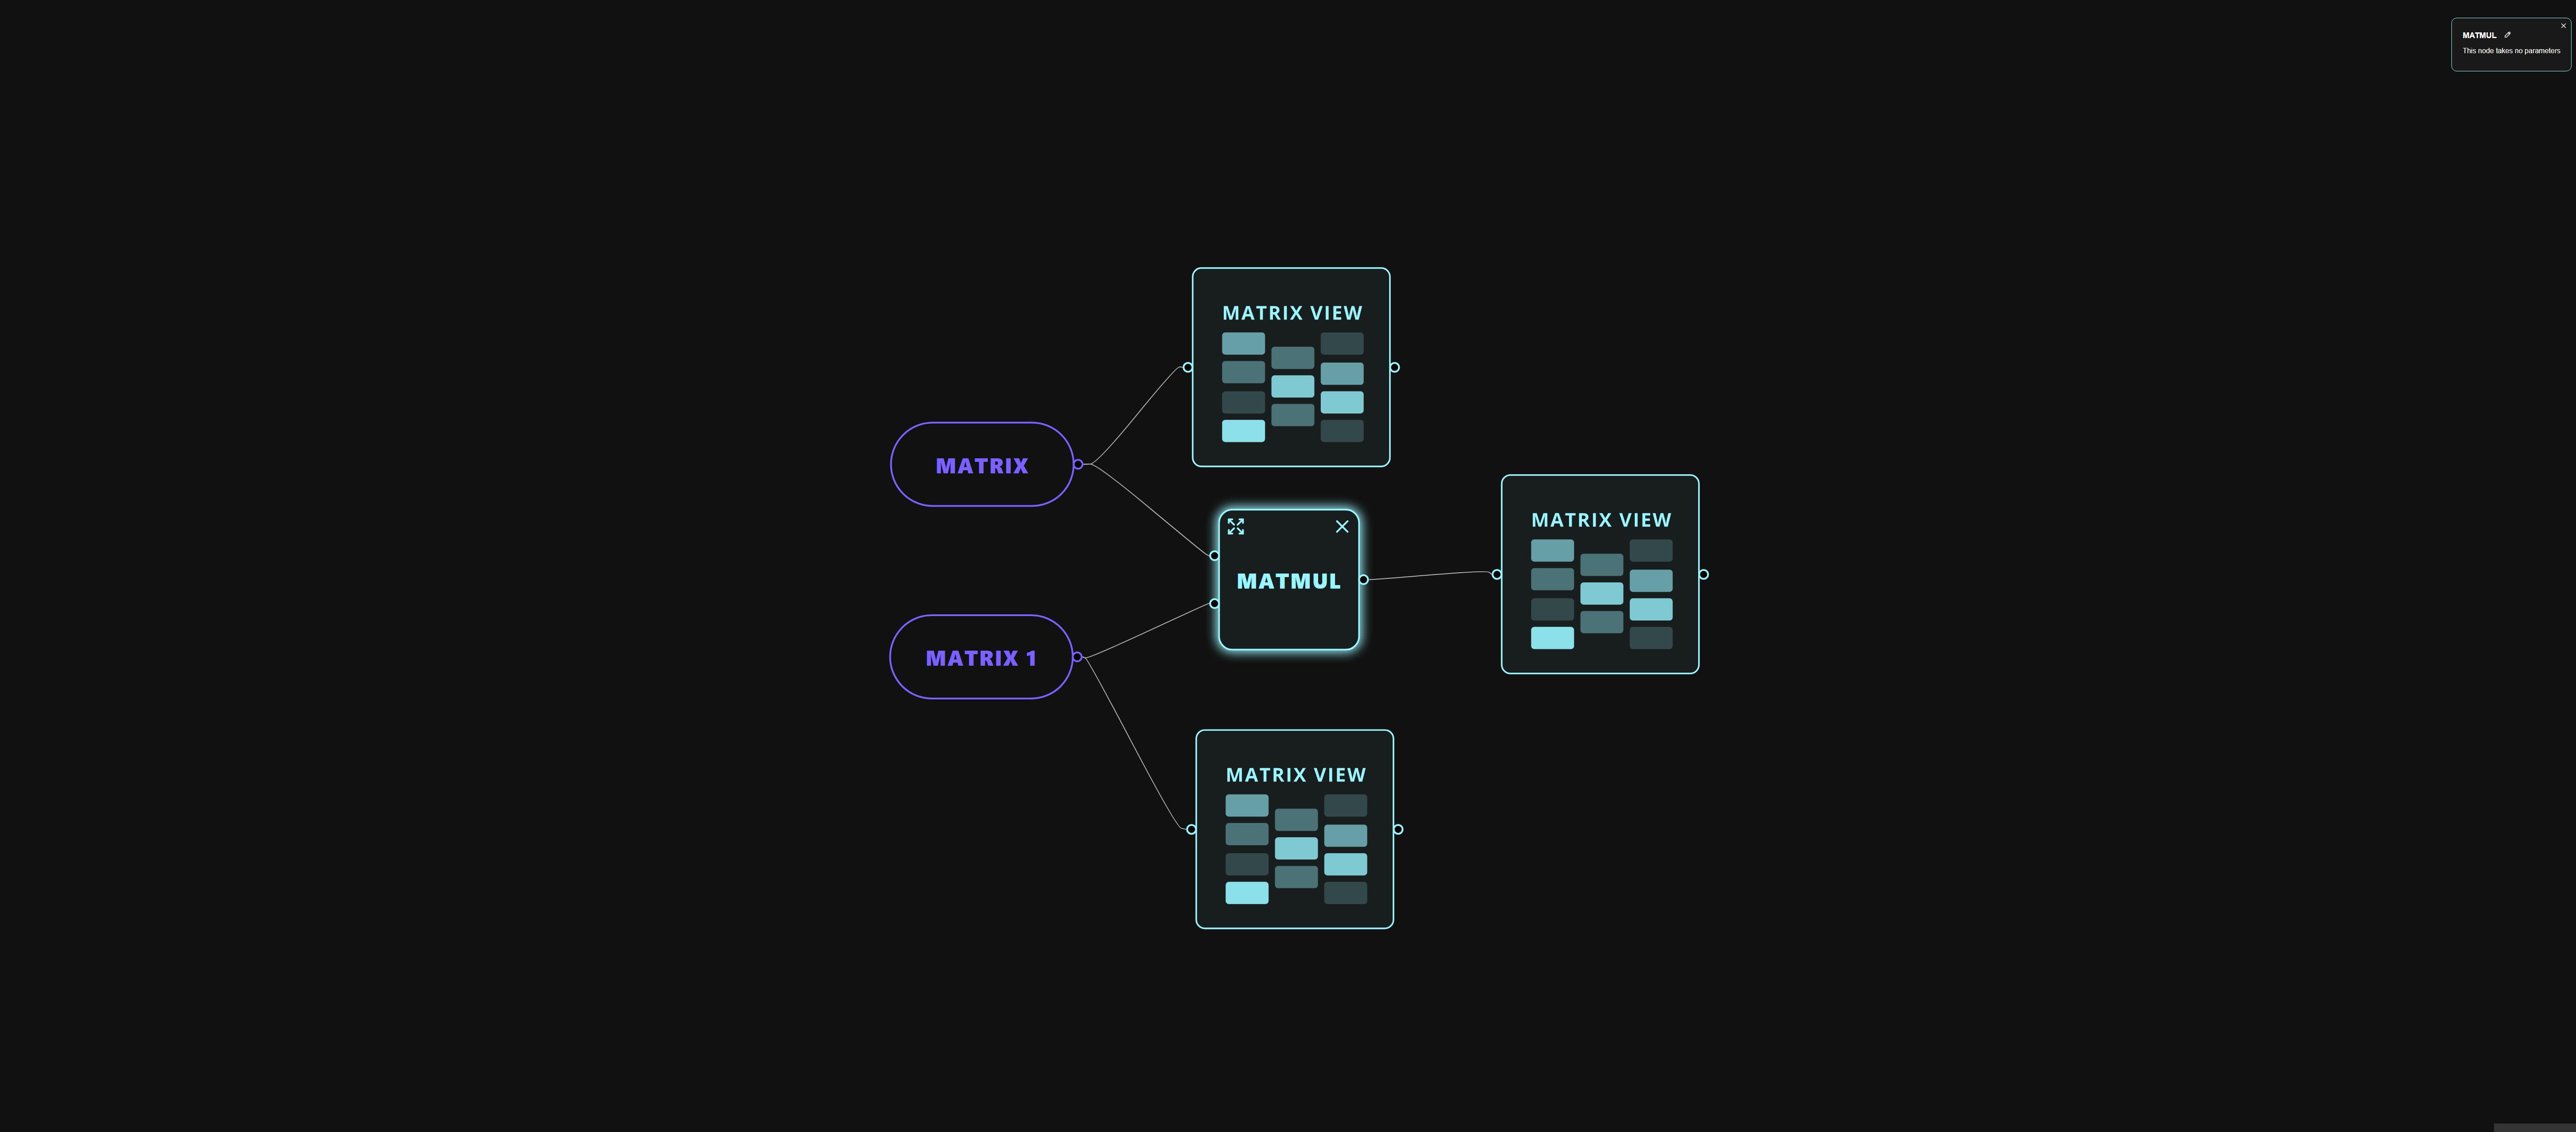 MATMUL
This node takes no parameters
MATRIX VIEW
MATRIX
MATMUL
MATRIX VIEW
MATRIX 1
MATRIX VIEW